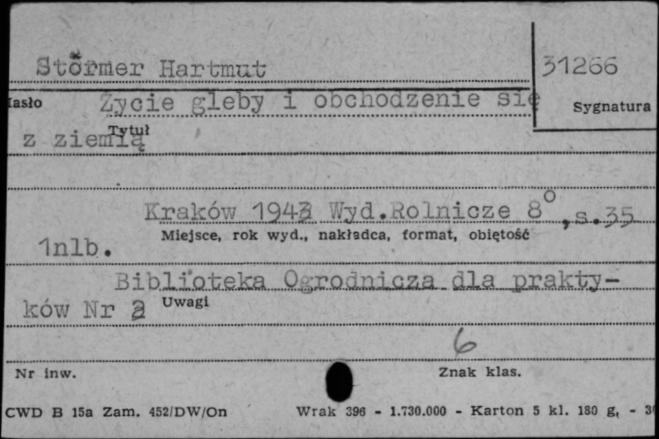 Störmer Hartmut 31266
Hasło Życie gleby i obchodzenie się Sygnatura
z ziemią Tytuł
Kraków 1943 Wyd.Rolnicze 8°, s.35
Miejsce, rok wyd., nakładca, format, objętość
1nlb.
Biblioteka Ogrodnicza dla prakty-
ków Nr 2 Uwagi
6
Nr inw. Znak klas.
CWD B 15a Zam. 452/DW/On Wrak 396 - 1.730.000 - Karton 5 kl. 180 g, -